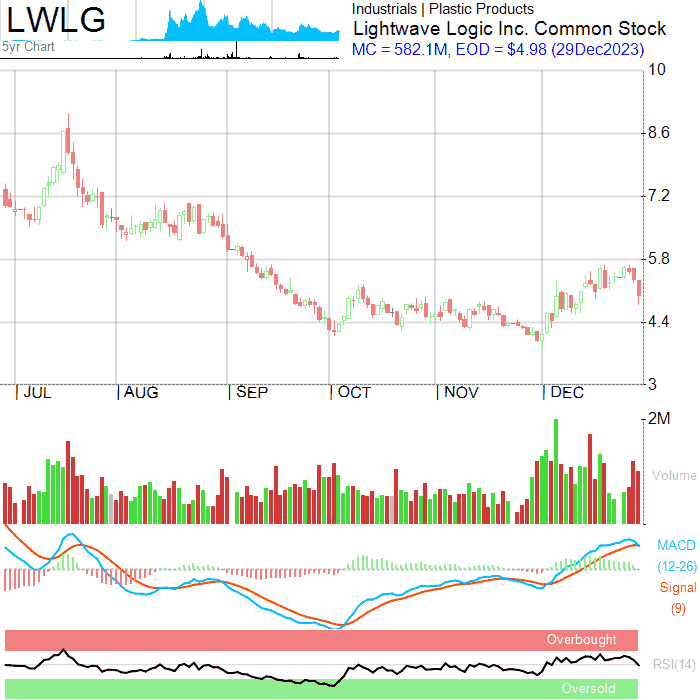 LWLG
5yr Chart
Industrials | Plastic Products
Lightwave Logic Inc. Common Stock
MC = 582.1M, EOD = $4.98 (29Dec2023)
10
8.6
7.2
5.8
4.4
3
JUL AUG SEP OCT NOV DEC
2M
Volume
MACD
(12-26)
Signal
(9)
Overbought
RSI(14)
Oversold